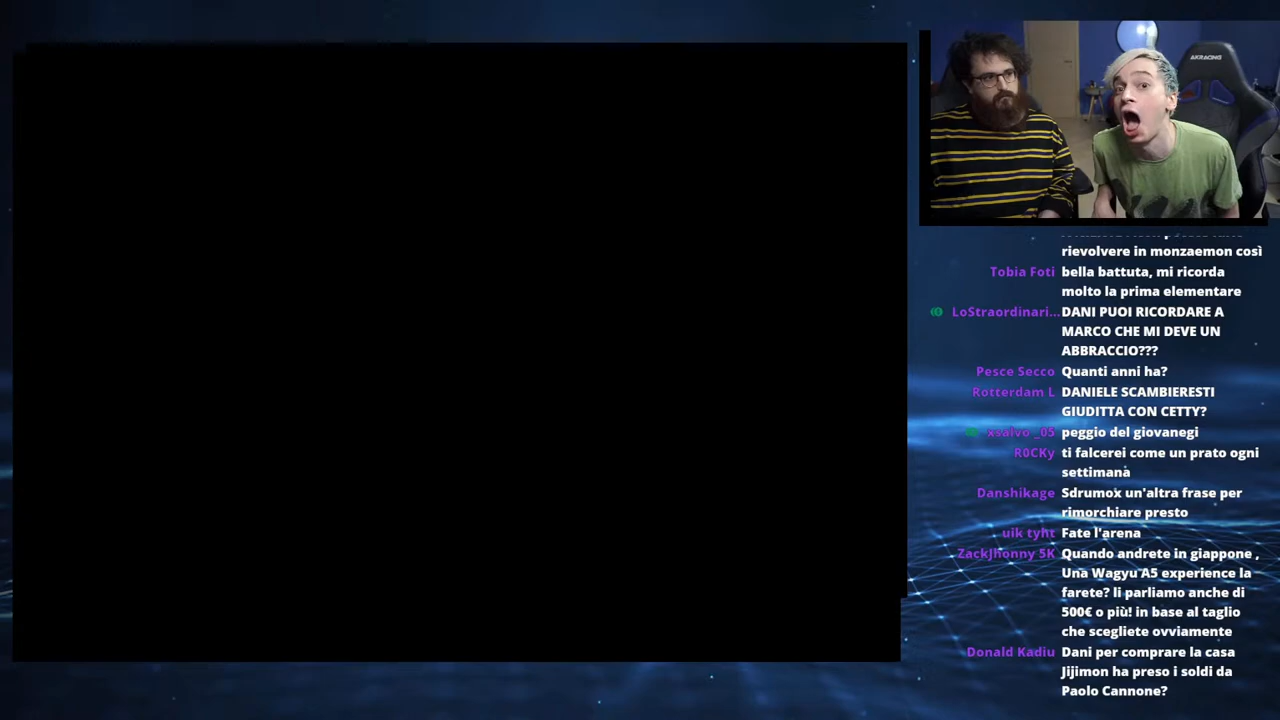 AKRACING
rievolvere in monzaemon così
Tobia Foti bella battuta, mi ricorda
molto la prima elementare
LoStraordinari... DANI PUOI RICORDARE A
MARCO CHE MI DEVE UN
ABBRACCIO???
Pesce Secco Quanti anni ha?
Rotterdam L DANIELE SCAMBIERESTI
GIUDITTA CON CETTY?
xsalvo _05 peggio del giovanegi
R0CKy ti falcerei come un prato ogni
settimana
Danshikage Sdrumox un'altra frase per
rimorchiare presto
uik tyht Fate l'arena
ZackJhonny 5K Quando andrete in giappone ,
Una Wagyu A5 experience la
farete? li parliamo anche di
500€ o più! in base al taglio
che scegliete ovviamente
Donald Kadiu Dani per comprare la casa
Jijimon ha preso i soldi da
Paolo Cannone?